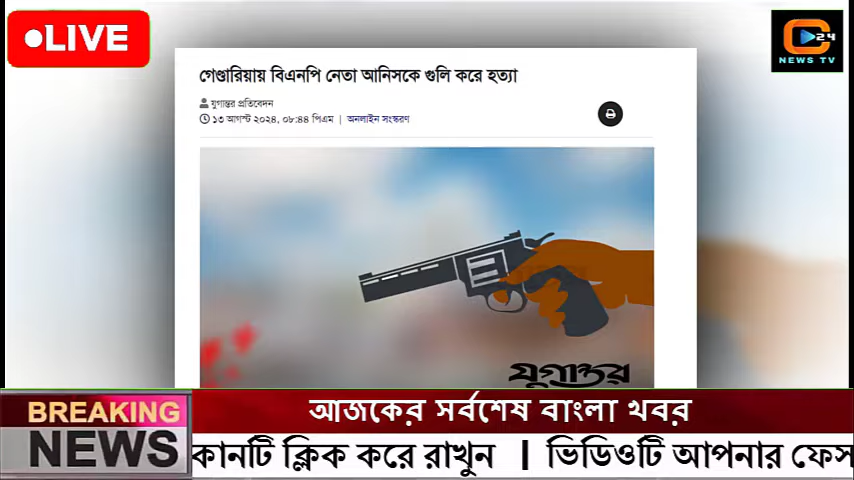 LIVE
C 24
NEWS TV
গেণ্ডারিয়ায় বিএনপি নেতা আনিসকে গুলি করে হত্যা
যুগান্তর প্রতিবেদন
১৩ আগস্ট ২০২৪, ০৮:৪৪ পিএম | অনলাইন সংস্করণ
যুগান্তর
BREAKING
NEWS
আজকের সর্বশেষ বাংলা খবর
কানটি ক্লিক করে রাখুন | ভিডিওটি আপনার ফেস